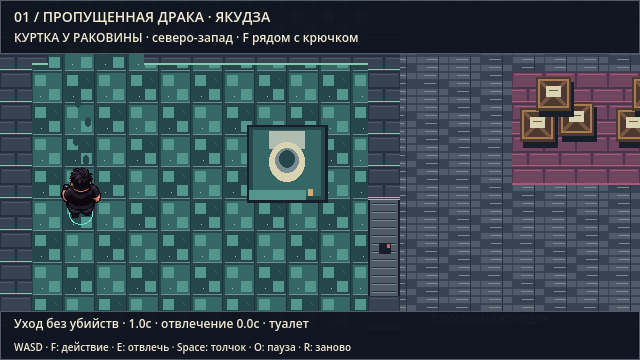 01 / ПРОПУЩЕННАЯ ДРАКА · ЯКУДЗА
КУРТКА У РАКОВИНЫ · северо-запад · F рядом с крючком
Уход без убийств · 1.0с · отвлечение 0.0с · туалет
WASD · F: действие · E: отвлечь · Space: толчок · O: пауза · R: заново